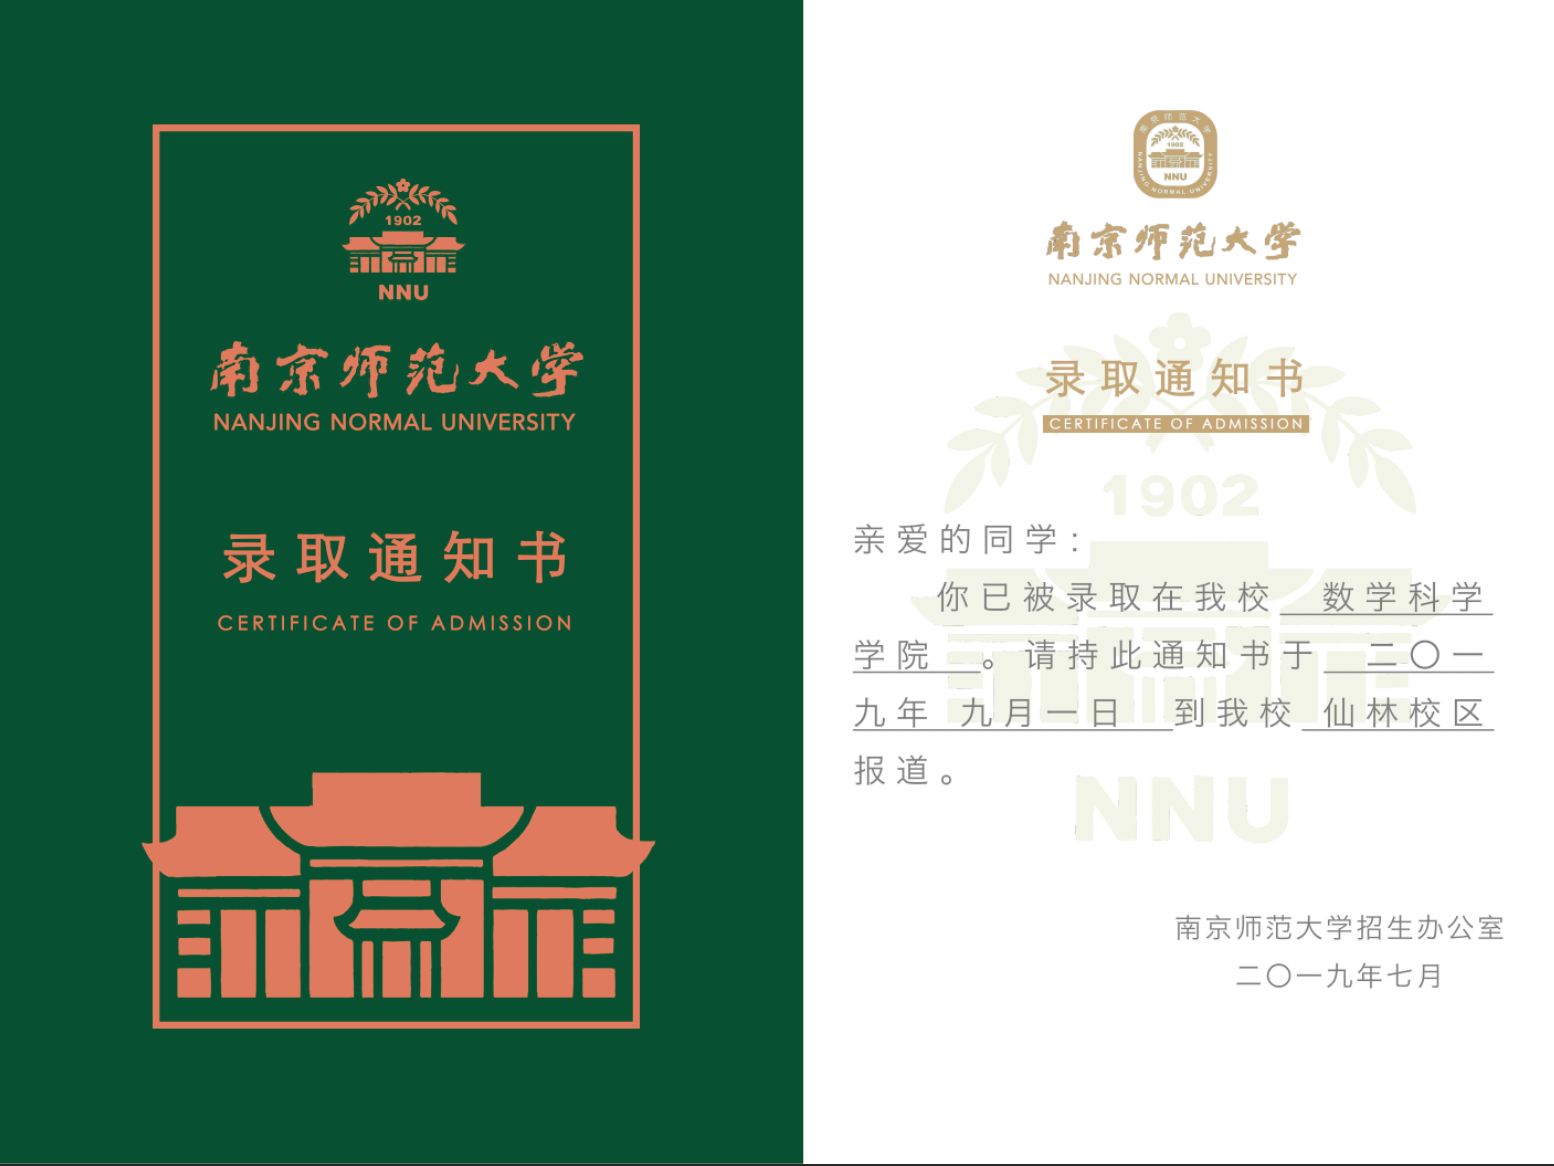 1902
NNU
南京师范大学
NANJING NORMAL UNIVERSITY
录取通知书
CERTIFICATE OF ADMISSION
南京师范大学
1902
NNU
NANJING NORMAL UNIVERSITY
南京师范大学
NANJING NORMAL UNIVERSITY
录取通知书
CERTIFICATE OF ADMISSION
1902
亲爱的同学：
你已被录取在我校 数学科学
学院 。请持此通知书于 二〇一
九年 九月一日 到我校 仙林校区
报道。
NNU
南京师范大学招生办公室
二〇一九年七月